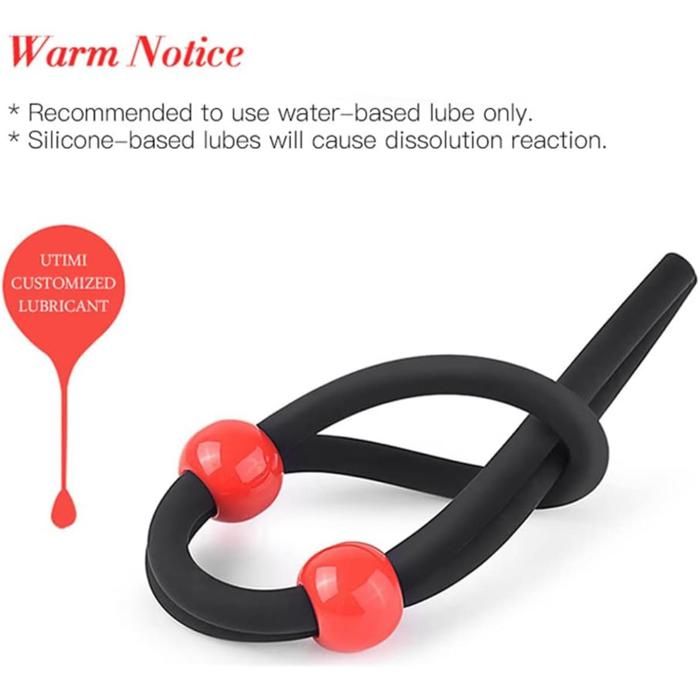 Warm Notice
* Recommended to use water-based lube only.
* Silicone-based lubes will cause dissolution reaction.
UTIMI
CUSTOMIZED
LUBRICANT